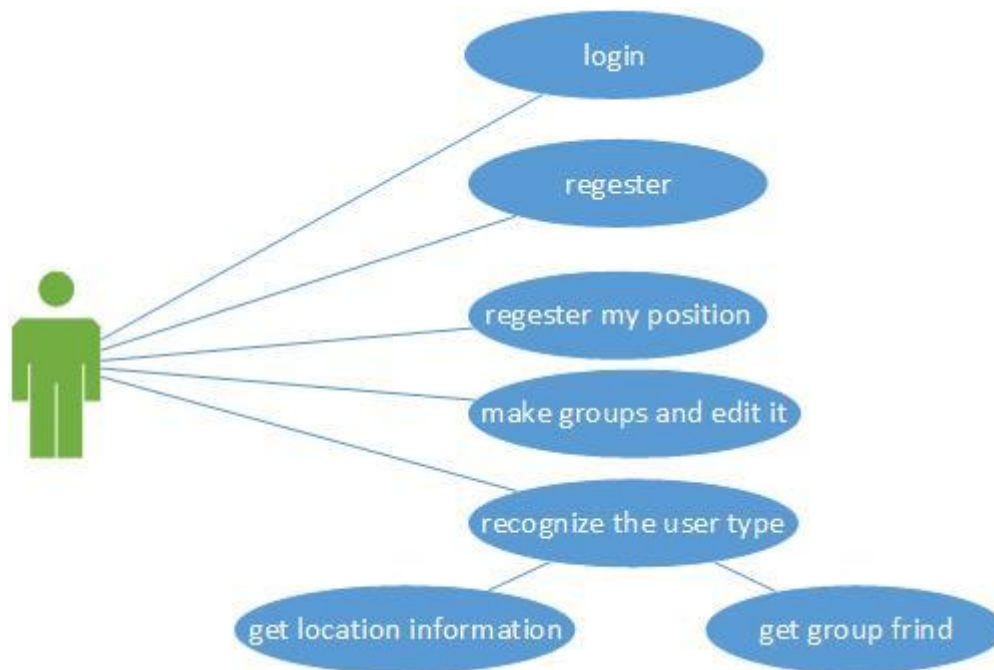 login
regester
regester my position
make groups and edit it
recognize the user type
get location information
get group frind